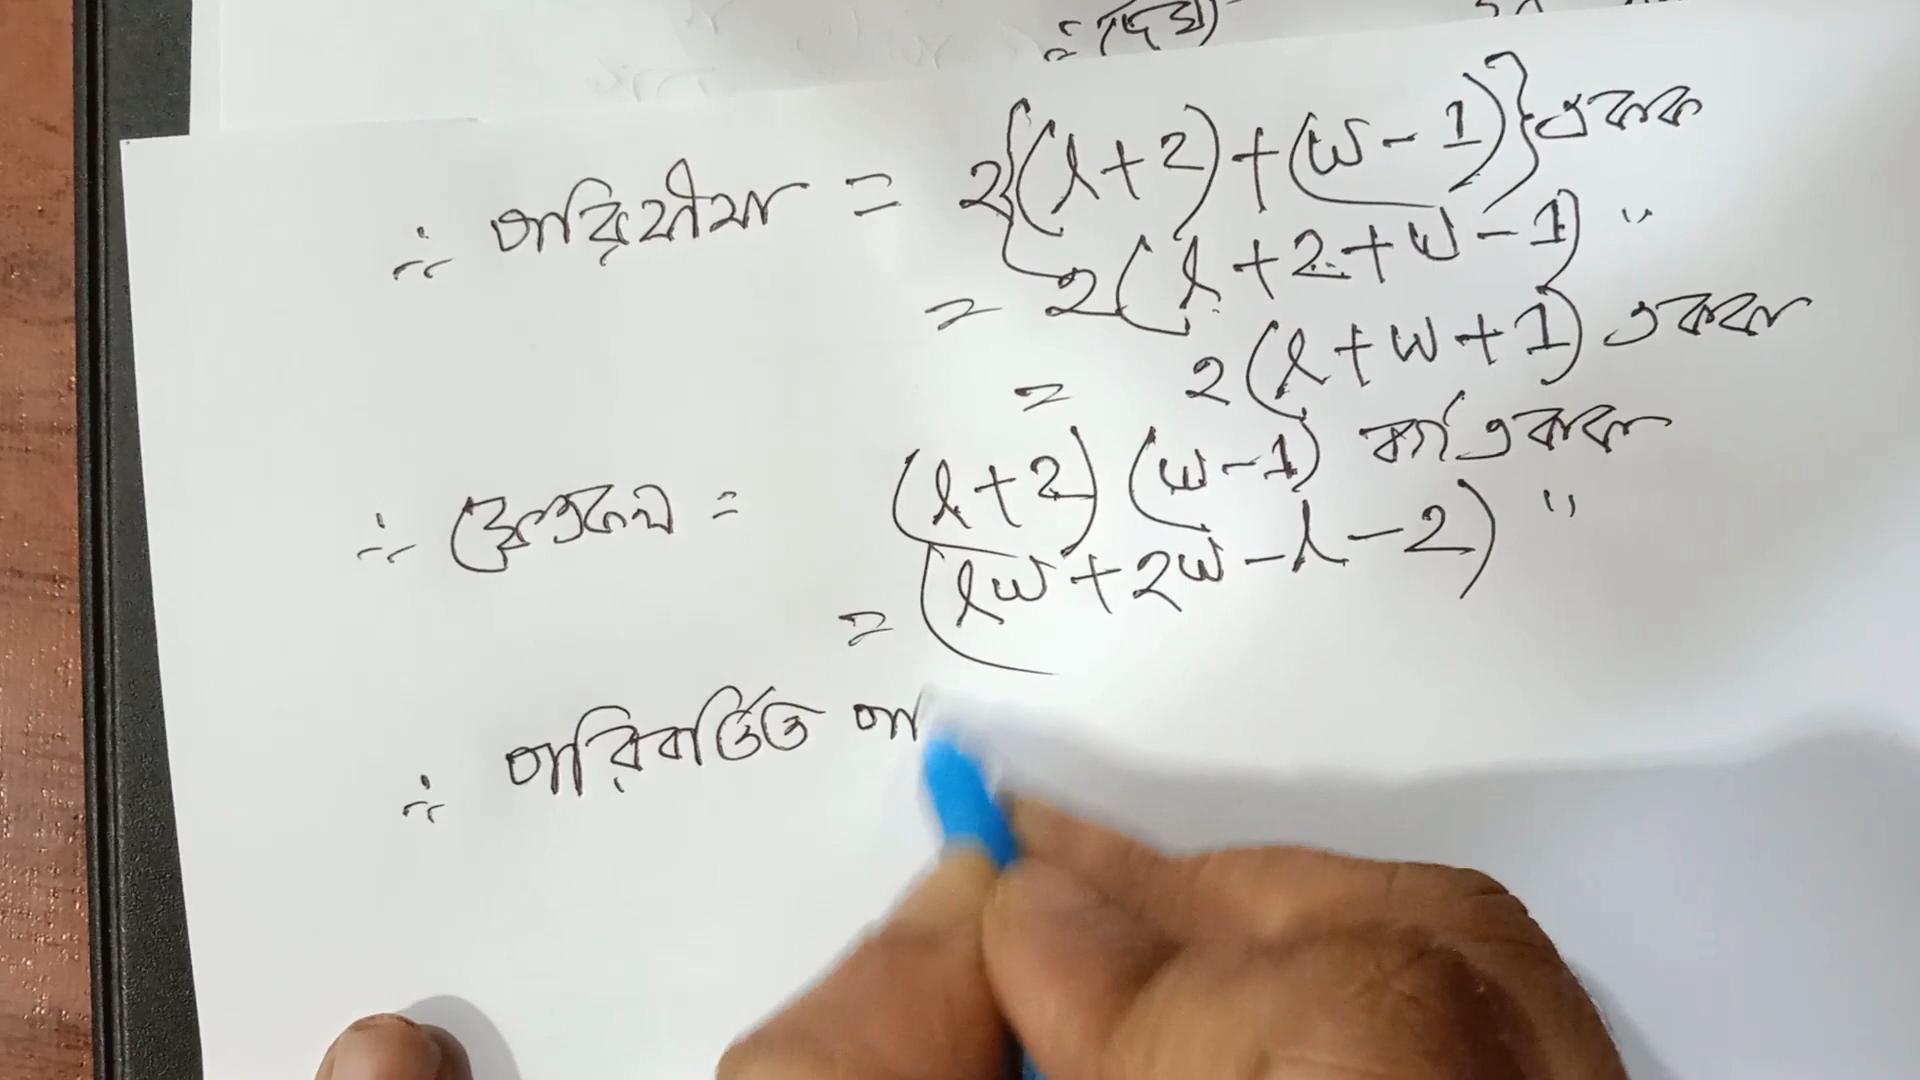 ∴ দৈর্ঘ্য
∴ পরিসীমা = 2{(l+2)+(w-1)} একক
= 2(l+2+w-1) "
= 2(l+w+1) একক
∴ ক্ষেত্রফল = (l+2)(w-1) বর্গ একক
= (lw+2w-l-2) "
∴ পরিবর্তিত প